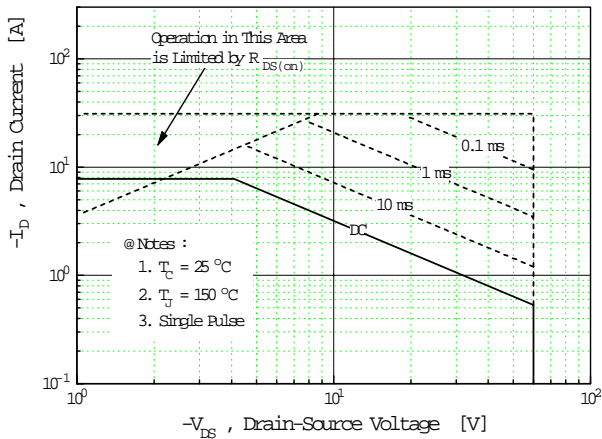 -I_D , Drain Current [A]
10^2
10^1
10^0
10^-1
Operation in This Area
is Limited by R_DS(on)
0.1 ms
1 ms
10 ms
DC
@ Notes :
1. T_C = 25 °C
2. T_J = 150 °C
3. Single Pulse
10^0
10^1
10^2
-V_DS , Drain-Source Voltage [V]